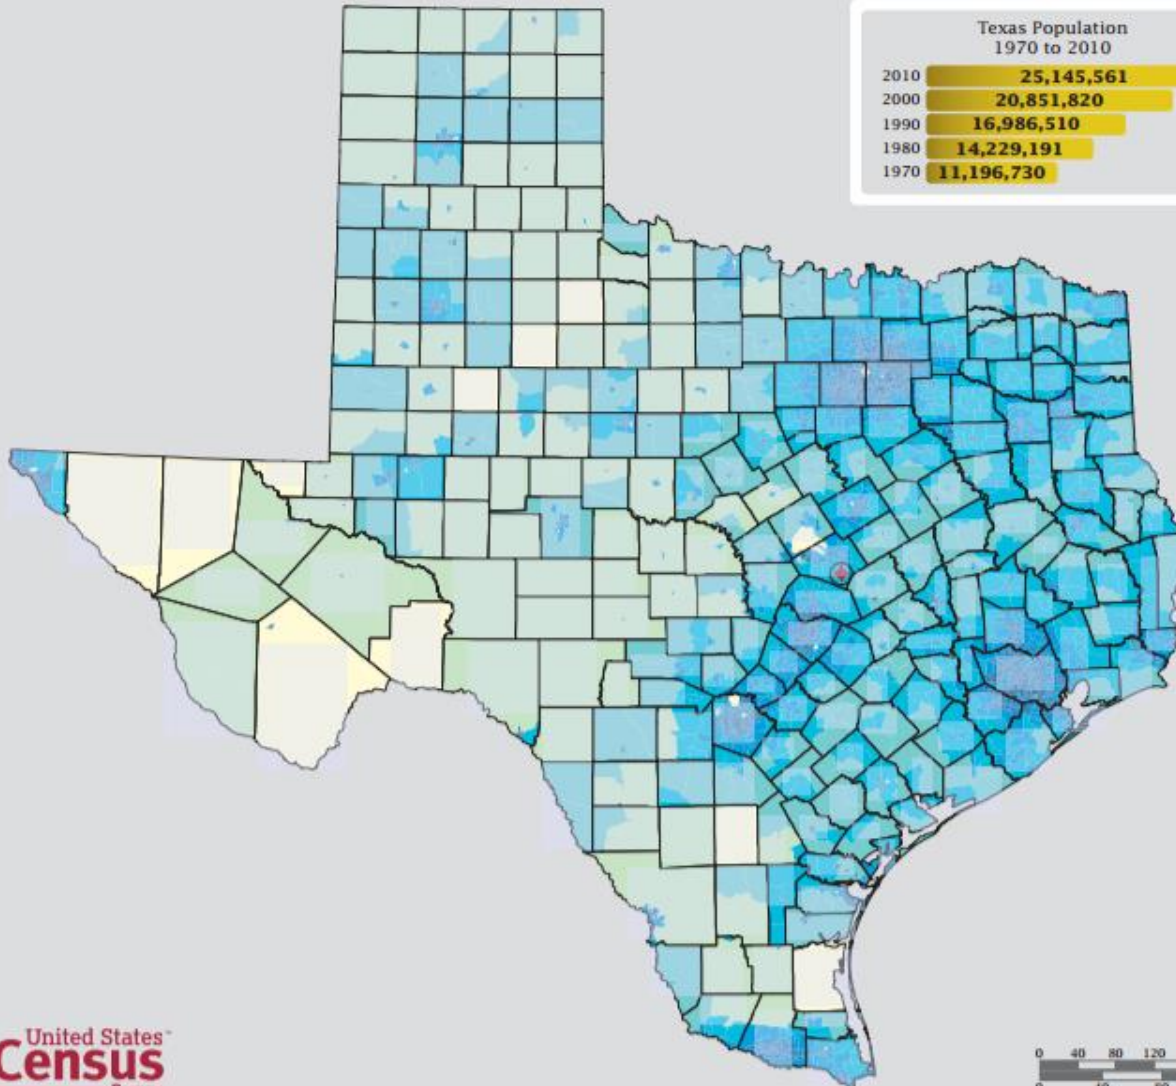 Texas Population
1970 to 2010
2010 25,145,561
2000 20,851,820
1990 16,986,510
1980 14,229,191
1970 11,196,730
United States™
Census
0 40 80 120